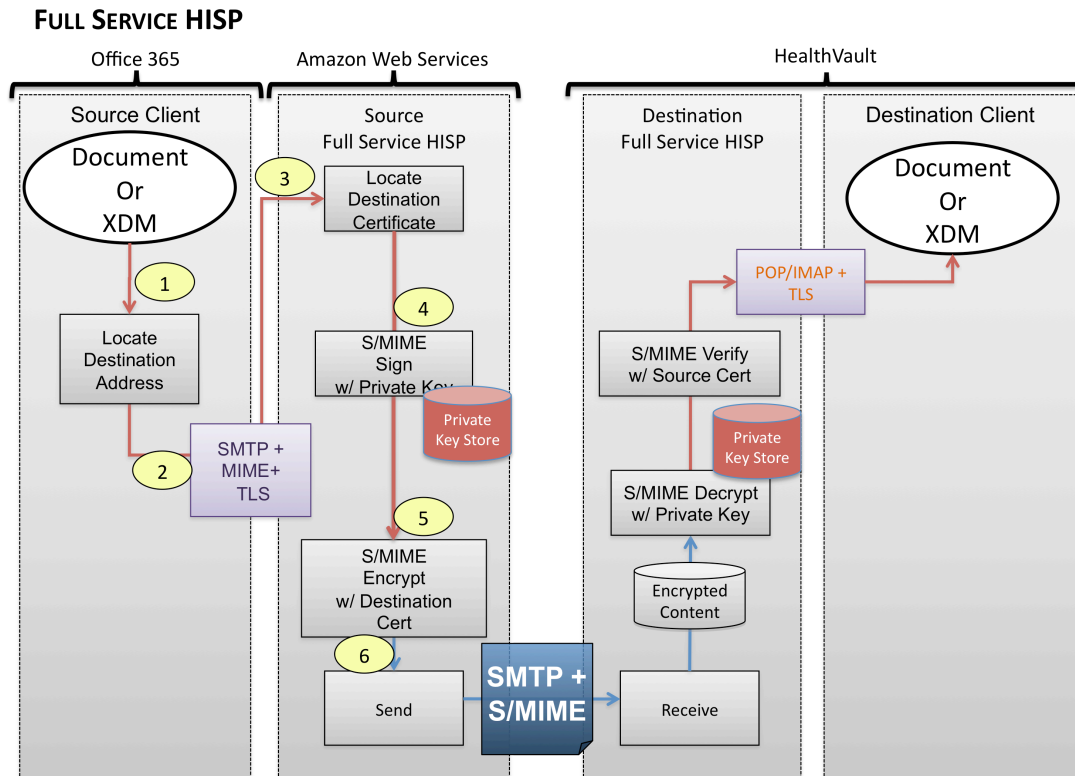 FULL SERVICE HISP
Office 365
Amazon Web Services
HealthVault
Source Client
Document
Or
XDM
1
Locate
Destination
Address
2
SMTP +
MIME+
TLS
Source
Full Service HISP
3
Locate
Destination
Certificate
4
S/MIME
Sign
w/ Private Key
Private
Key Store
5
S/MIME
Encrypt
w/ Destination
Cert
6
Send
SMTP +
S/MIME
Destination
Full Service HISP
Receive
Encrypted
Content
S/MIME Decrypt
w/ Private Key
Private
Key Store
S/MIME Verify
w/ Source Cert
POP/IMAP +
TLS
Destination Client
Document
Or
XDM